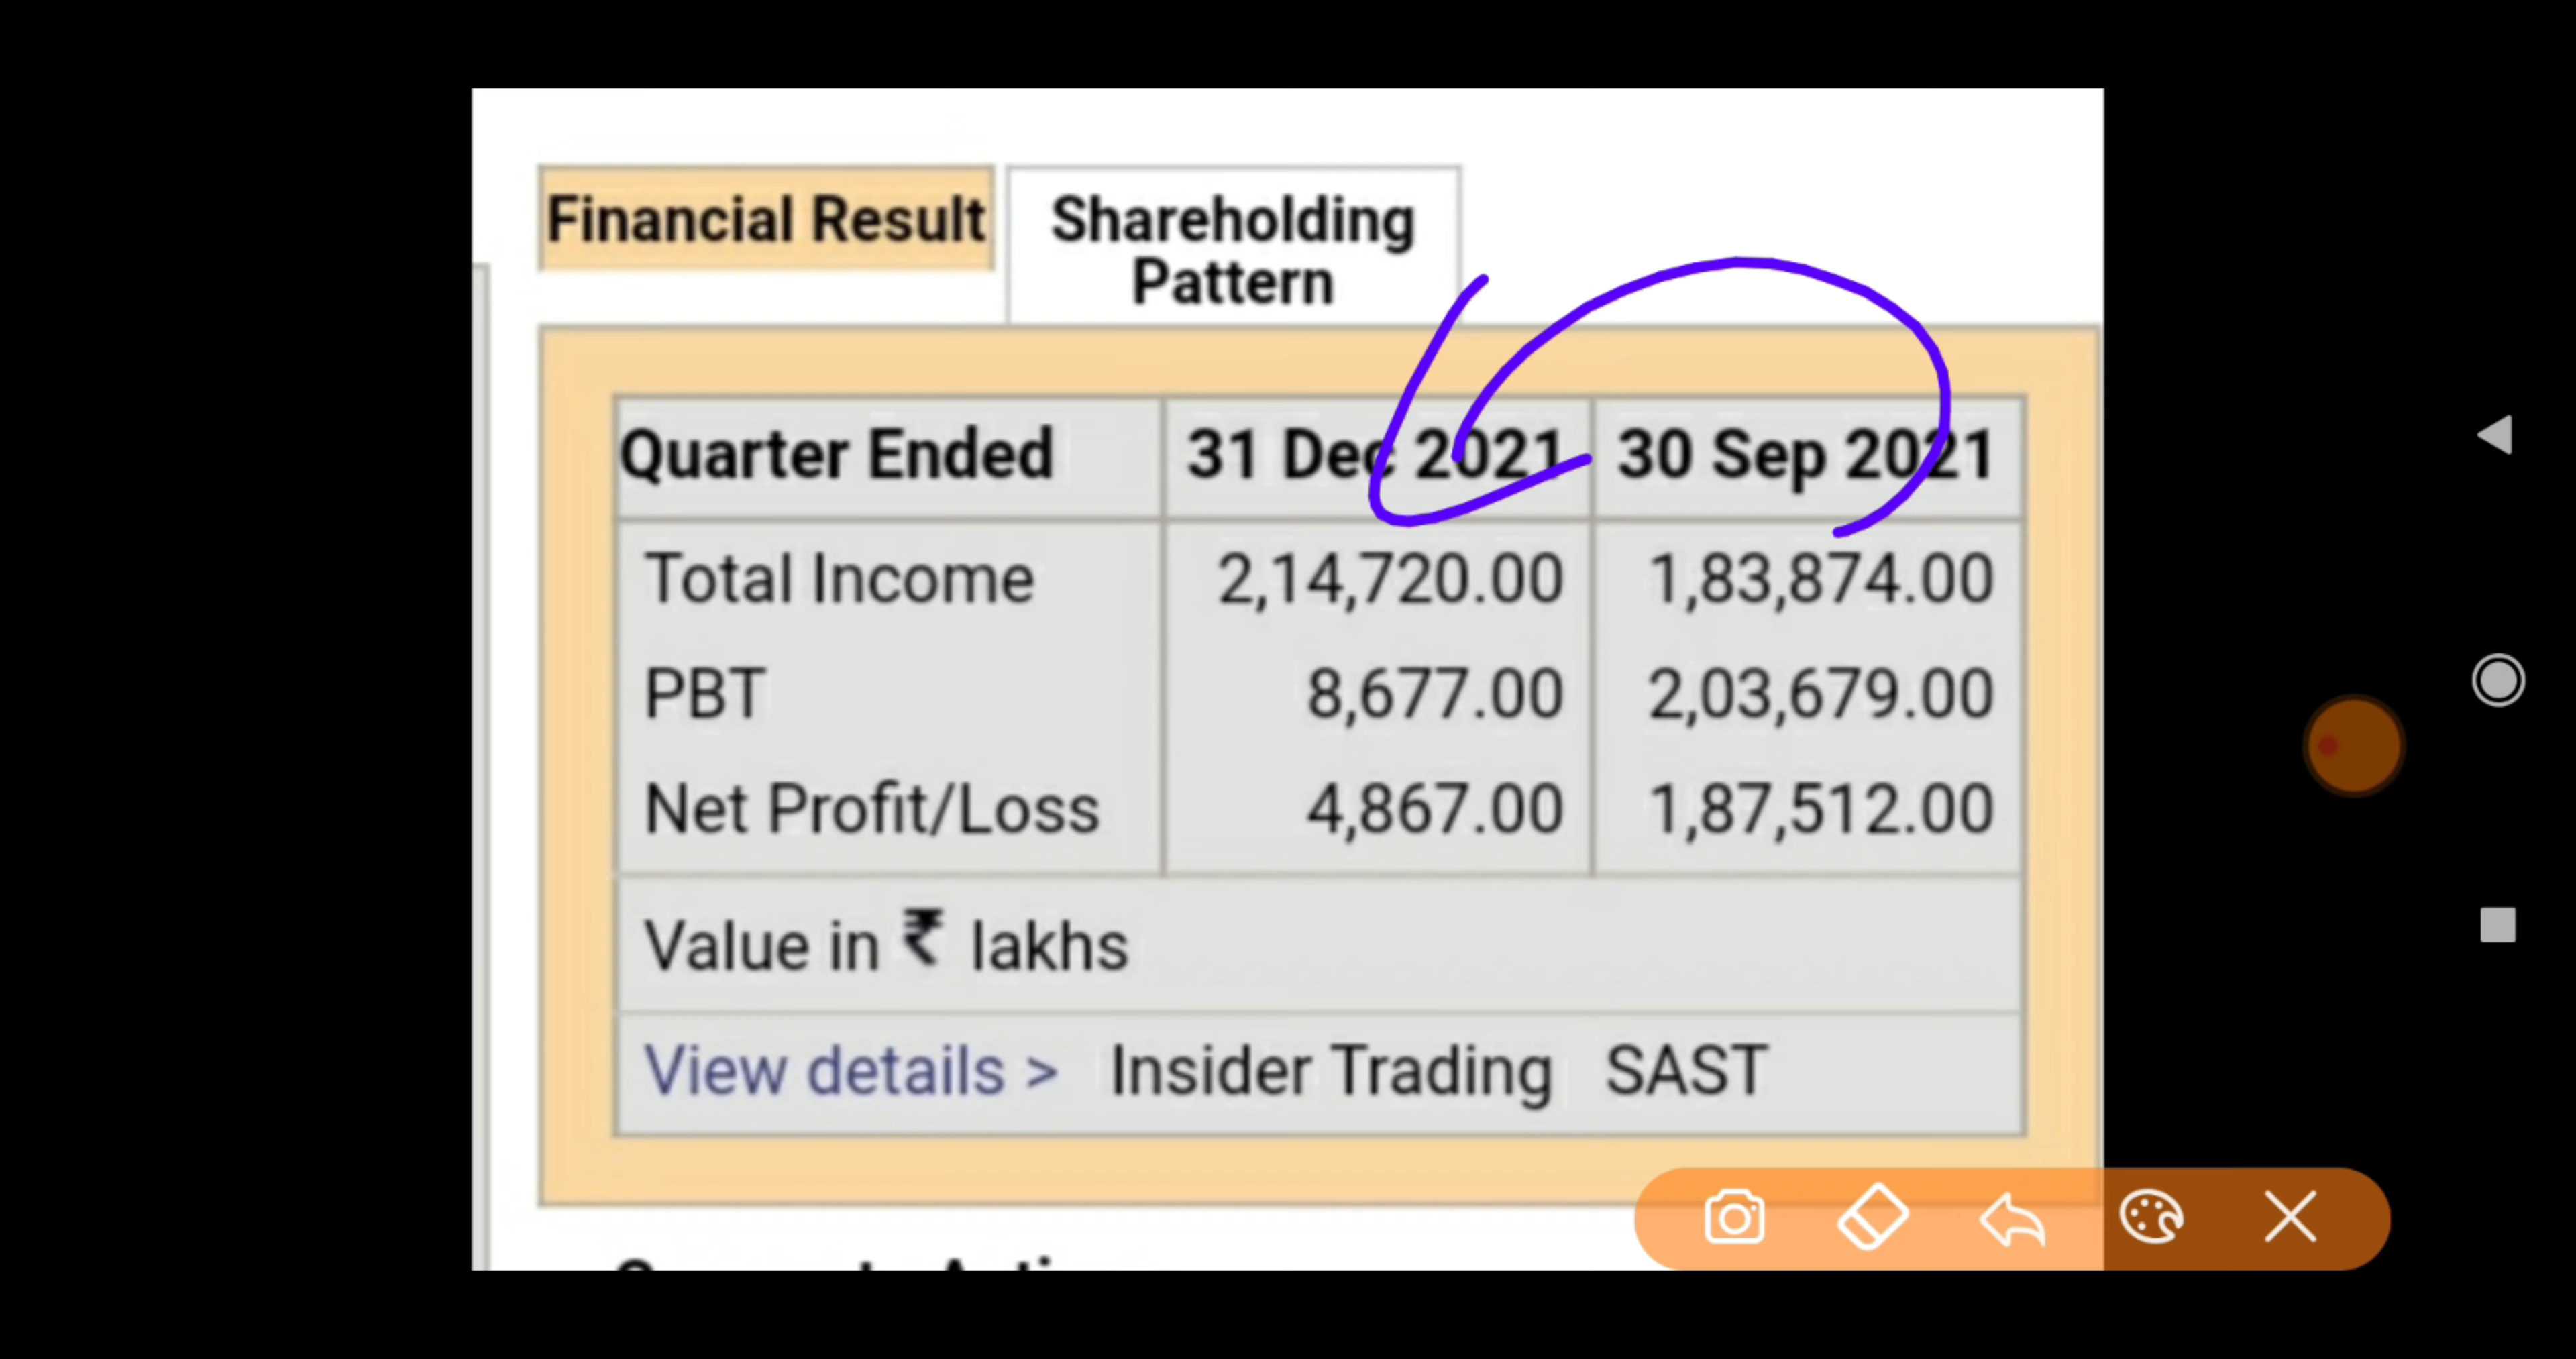 Financial Result
Shareholding
Pattern
Quarter Ended 31 Dec 2021 30 Sep 2021
Total Income 2,14,720.00 1,83,874.00
PBT 8,677.00 2,03,679.00
Net Profit/Loss 4,867.00 1,87,512.00
Value in ₹ lakhs
View details > Insider Trading SAST